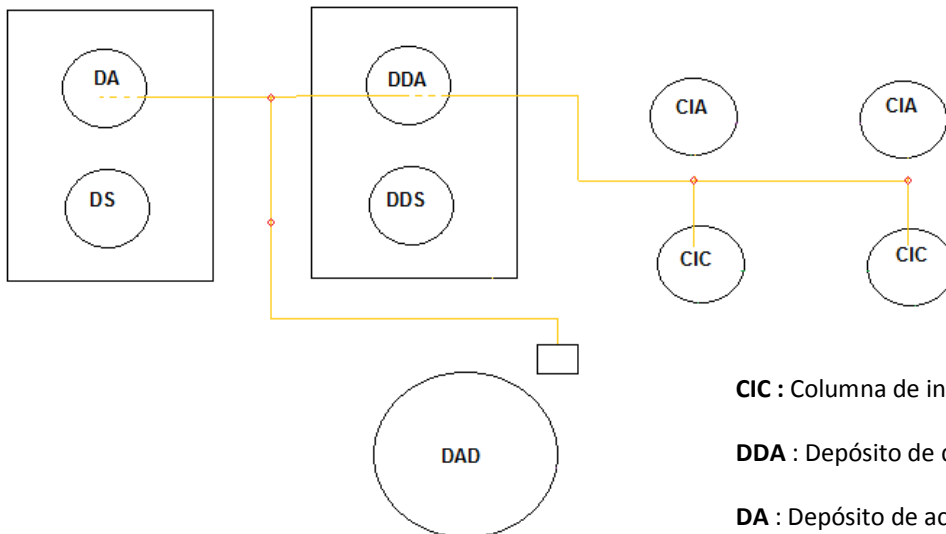 DA
DDA
CIA
CIA
DS
DDS
CIC
CIC
DAD
CIC : Columna de in
DDA : Depósito de
DA : Depósito de